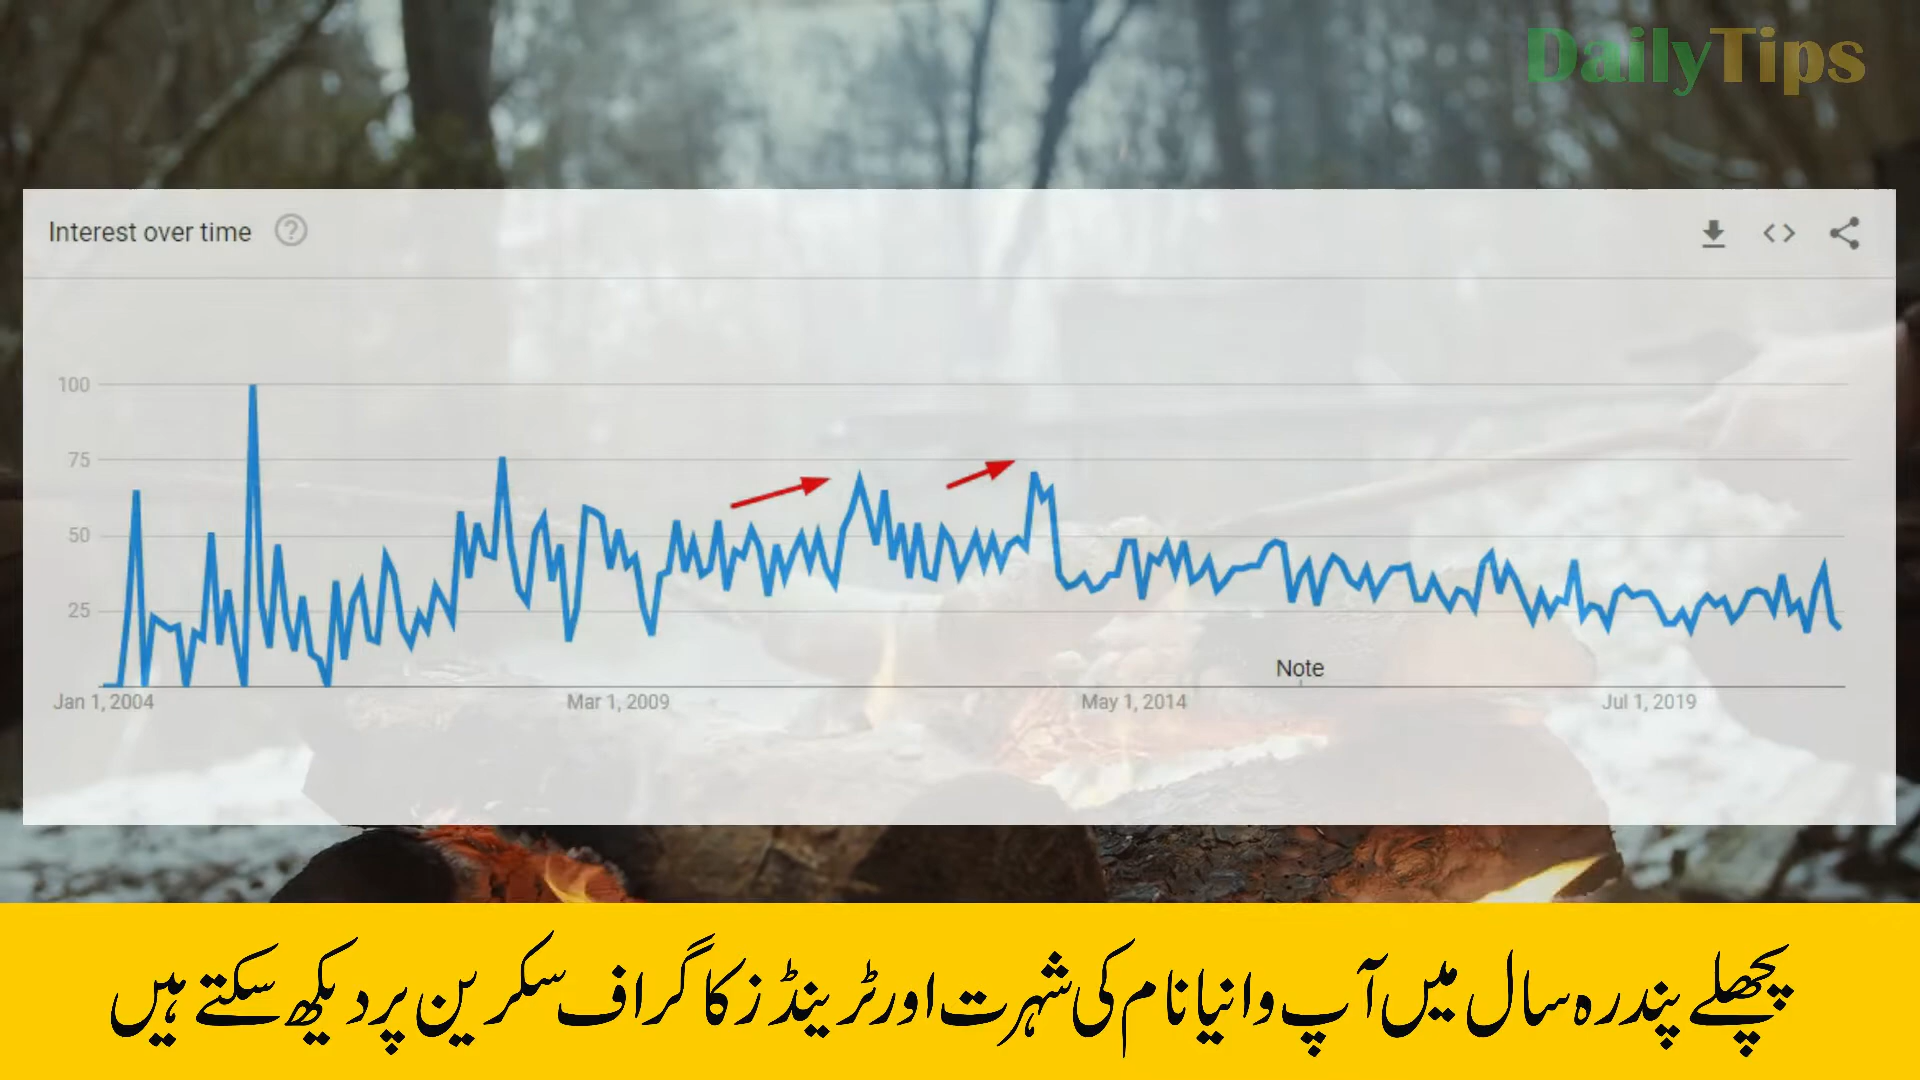 DailyTips
Interest over time
100
75
50
25
Note
Jan 1, 2004 Mar 1, 2009 May 1, 2014 Jul 1, 2019
پچھلے پندرہ سال میں آپ وانیا نام کی شہرت اور ٹرینڈز کا گراف سکرین پر دیکھ سکتے ہیں